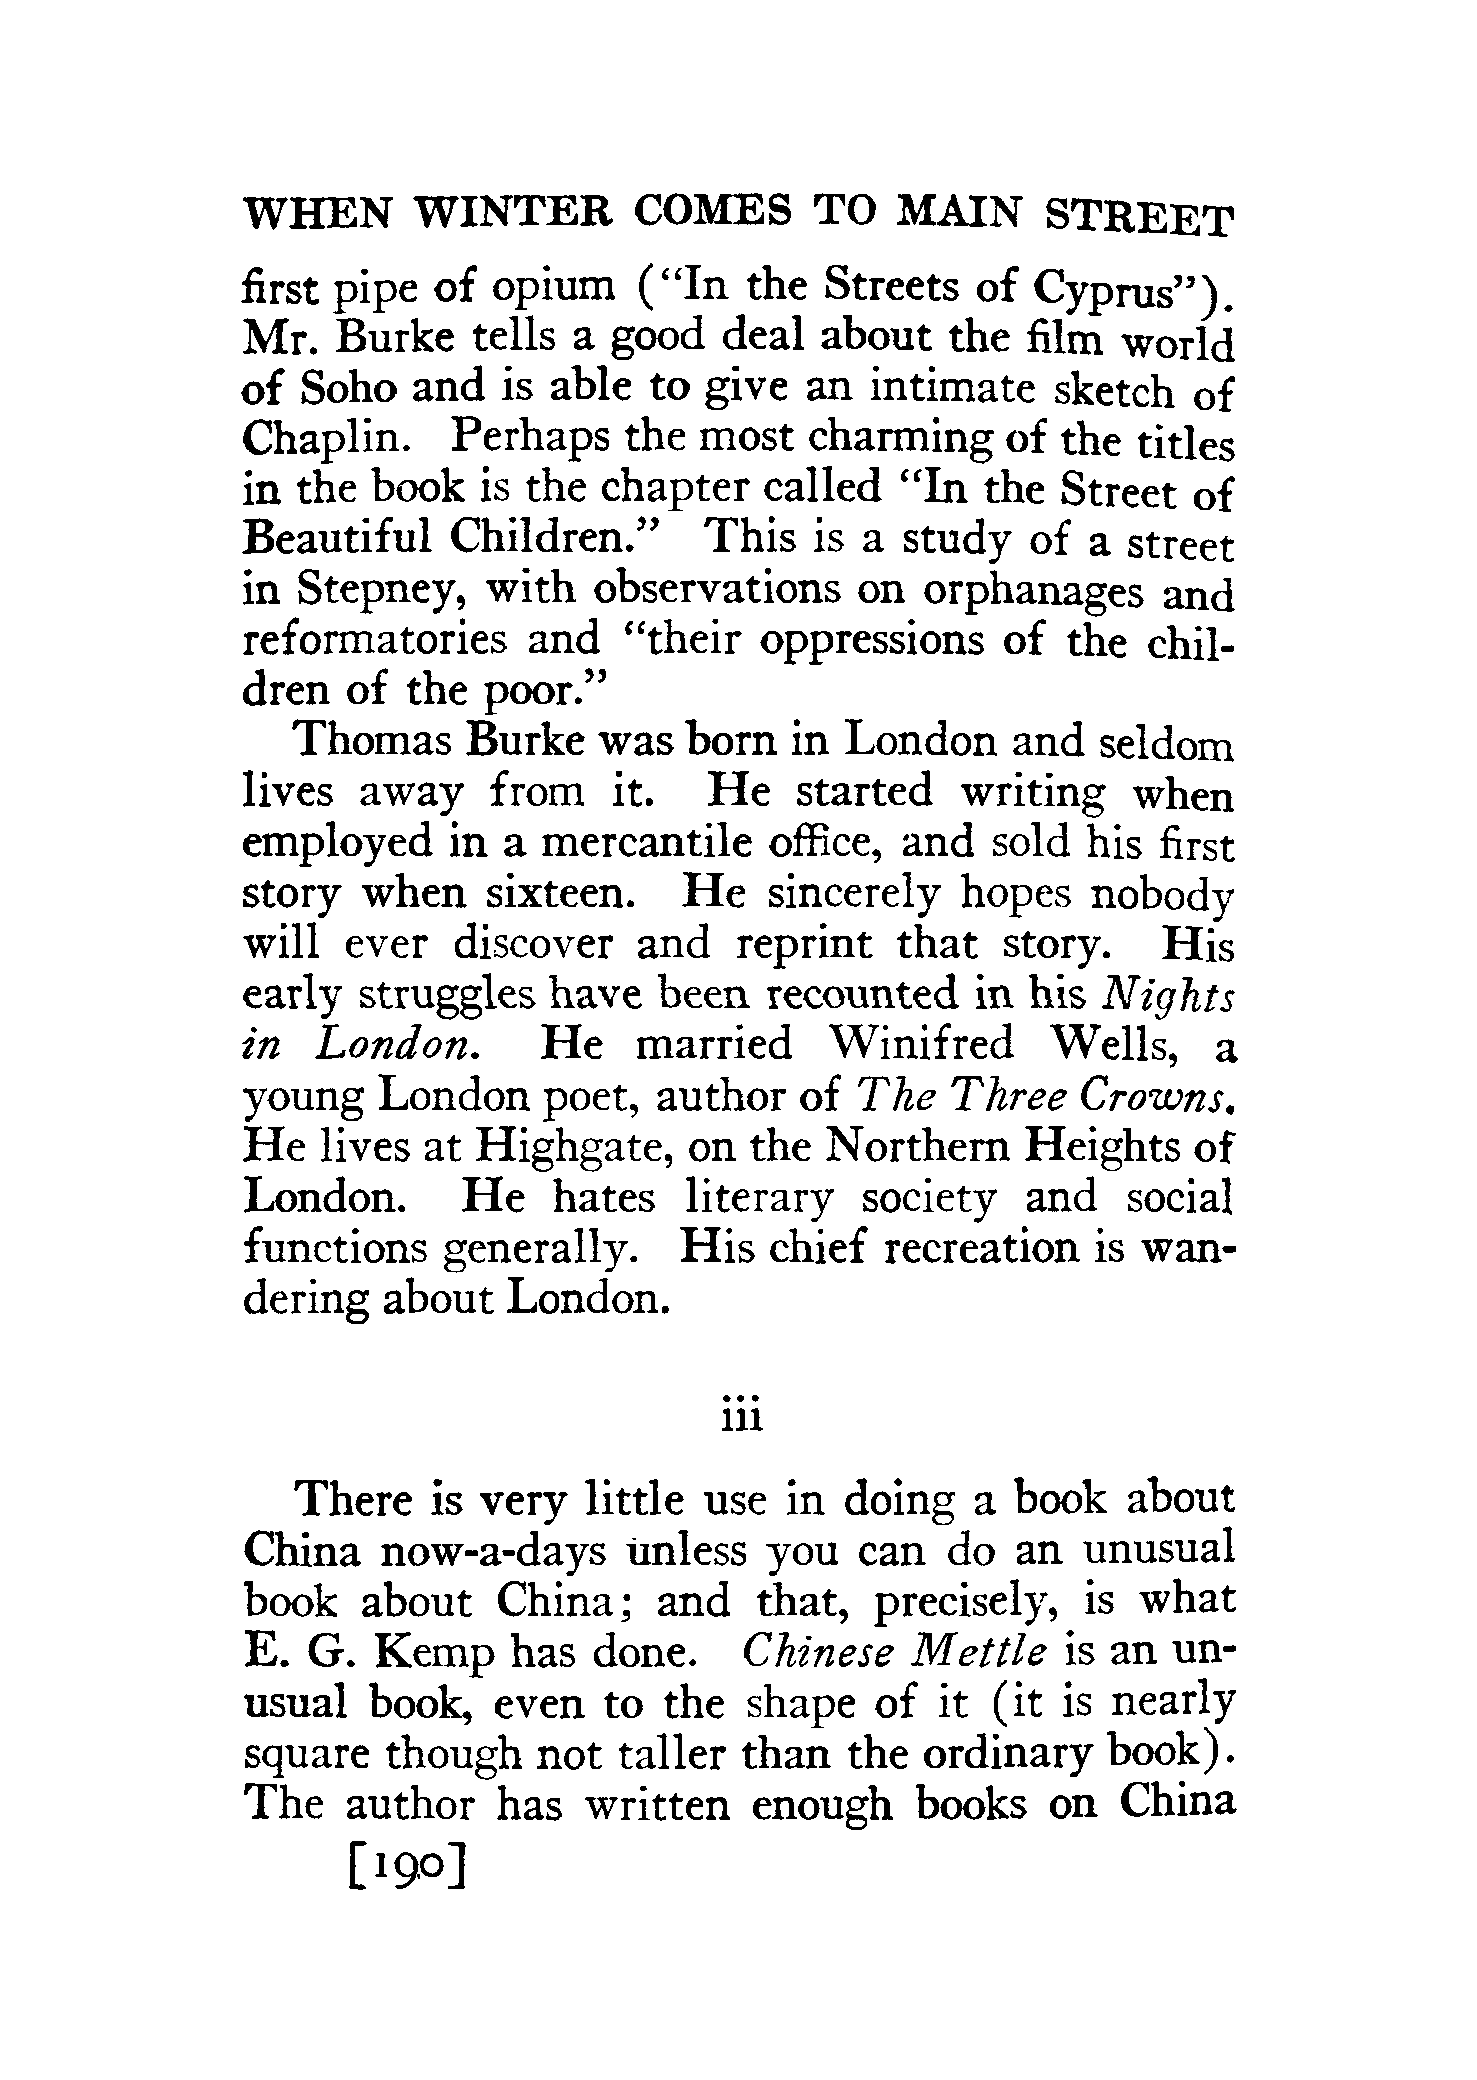 WHEN WINTER COMES TO MAIN STREET
first pipe of opium (“In the Streets of Cyprus”).
Mr. Burke tells a good deal about the film world
of Soho and is able to give an intimate sketch of
Chaplin. Perhaps the most charming of the titles
in the book is the chapter called “In the Street of
Beautiful Children.” This is a study of a street
in Stepney, with observations on orphanages and
reformatories and “their oppressions of the chil-
dren of the poor.”
Thomas Burke was born in London and seldom
lives away from it. He started writing when
employed in a mercantile office, and sold his first
story when sixteen. He sincerely hopes nobody
will ever discover and reprint that story. His
early struggles have been recounted in his Nights
in London. He married Winifred Wells, a
young London poet, author of The Three Crowns.
He lives at Highgate, on the Northern Heights of
London. He hates literary society and social
functions generally. His chief recreation is wan-
dering about London.
iii
There is very little use in doing a book about
China now-a-days unless you can do an unusual
book about China; and that, precisely, is what
E. G. Kemp has done. Chinese Mettle is an un-
usual book, even to the shape of it (it is nearly
square though not taller than the ordinary book).
The author has written enough books on China
[190]